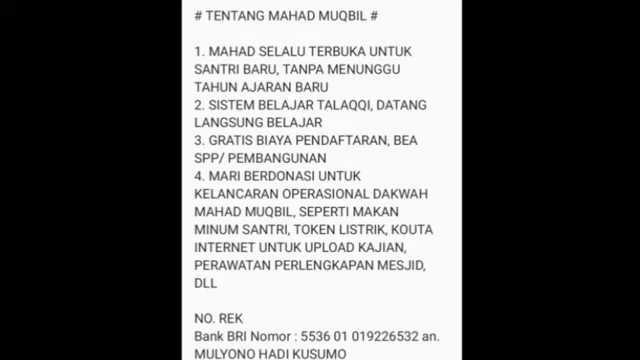 # TENTANG MAHAD MUQBIL #
1. MAHAD SELALU TERBUKA UNTUK
SANTRI BARU, TANPA MENUNGGU
TAHUN AJARAN BARU
2. SISTEM BELAJAR TALAQQI, DATANG
LANGSUNG BELAJAR
3. GRATIS BIAYA PENDAFTARAN, BEA
SPP/ PEMBANGUNAN
4. MARI BERDONASI UNTUK
KELANCARAN OPERASIONAL DAKWAH
MAHAD MUQBIL, SEPERTI MAKAN
MINUM SANTRI, TOKEN LISTRIK, KOUTA
INTERNET UNTUK UPLOAD KAJIAN,
PERAWATAN PERLENGKAPAN MESJID,
DLL
NO. REK
Bank BRI Nomor : 5536 01 019226532 an.
MULYONO HADI KUSUMO